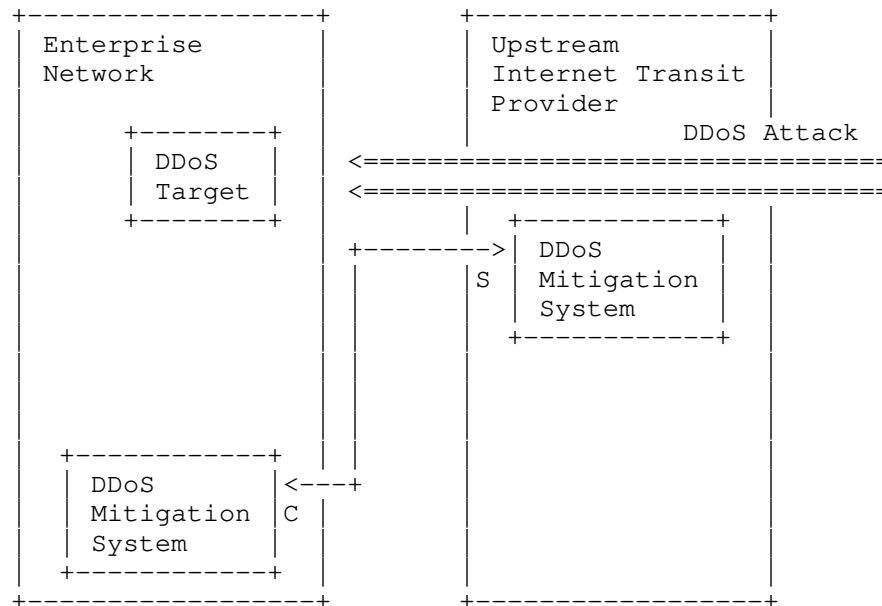 Enterprise
Network
Upstream
Internet Transit
Provider
DDoS Attack
DDoS
Target
DDoS
Mitigation
System
S
DDoS
Mitigation
System
C